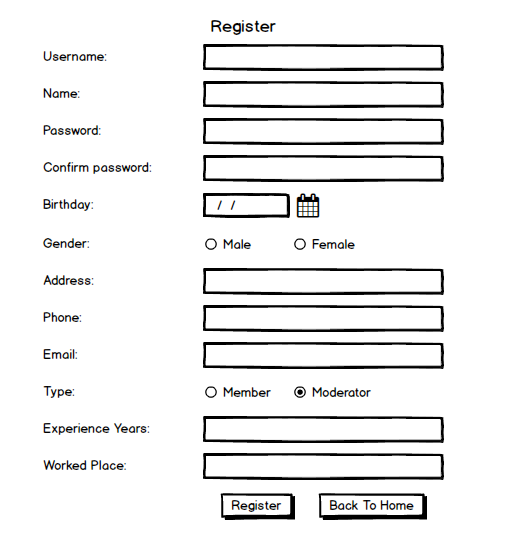 Register
Username:
Name:
Password:
Confirm password:
Birthday: / /
Gender: Male Female
Address:
Phone:
Email:
Type: Member Moderator
Experience Years:
Worked Place:
Register Back To Home